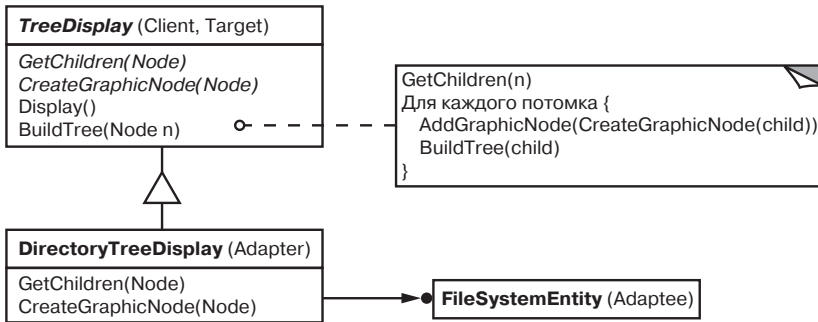 TreeDisplay (Client, Target)
GetChildren(Node)
CreateGraphicNode(Node)
Display()
BuildTree(Node n)
GetChildren(n)
Для каждого потомка {
AddGraphicNode(CreateGraphicNode(child))
BuildTree(child)
}
DirectoryTreeDisplay (Adapter)
GetChildren(Node)
CreateGraphicNode(Node)
FileSystemEntity (Adaptee)